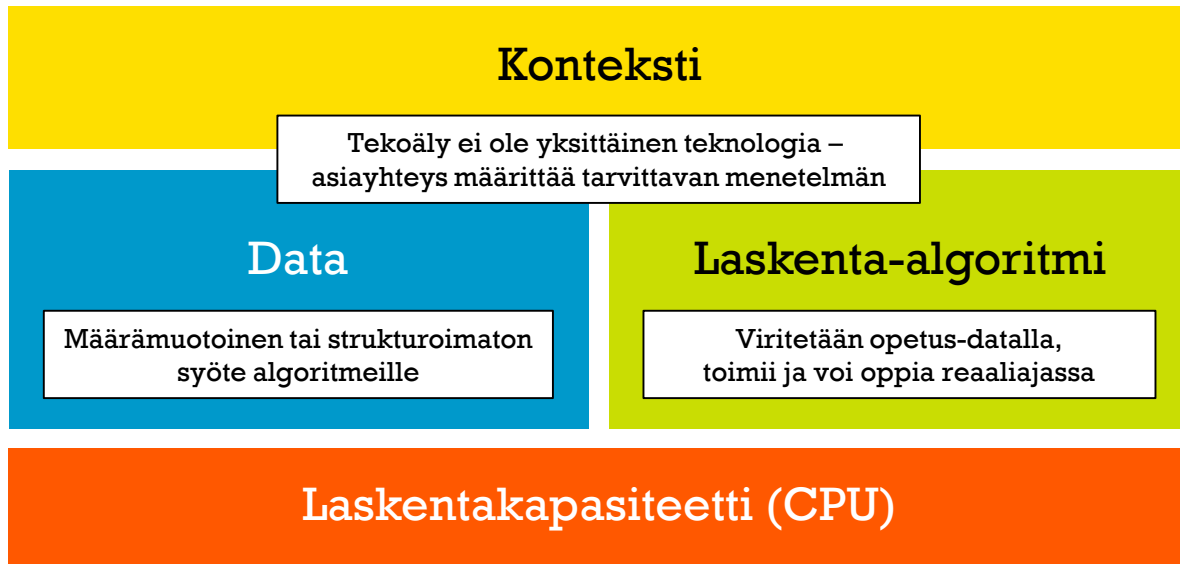 Konteksti
Tekoäly ei ole yksittäinen teknologia –
asiayhteys määrittää tarvittavan menetelmän
Data
Määrämuotoinen tai strukturoimaton
syöte algoritmeille
Laskenta-algoritmi
Viritetään opetus-datalla,
toimii ja voi oppia reaaliajassa
Laskentakapasiteetti (CPU)